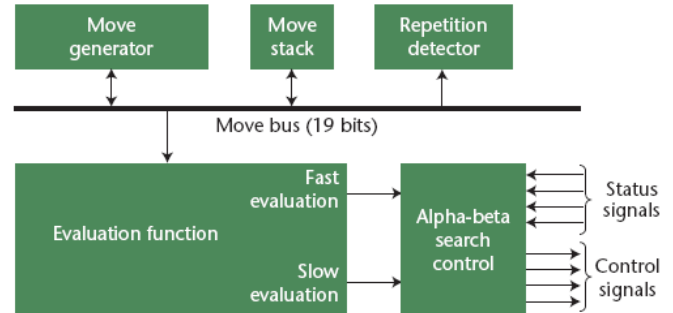 Move
generator
Move
stack
Repetition
detector
Move bus (19 bits)
Evaluation function
Fast
evaluation
Slow
evaluation
Alpha-beta
search
control
Status
signals
Control
signals